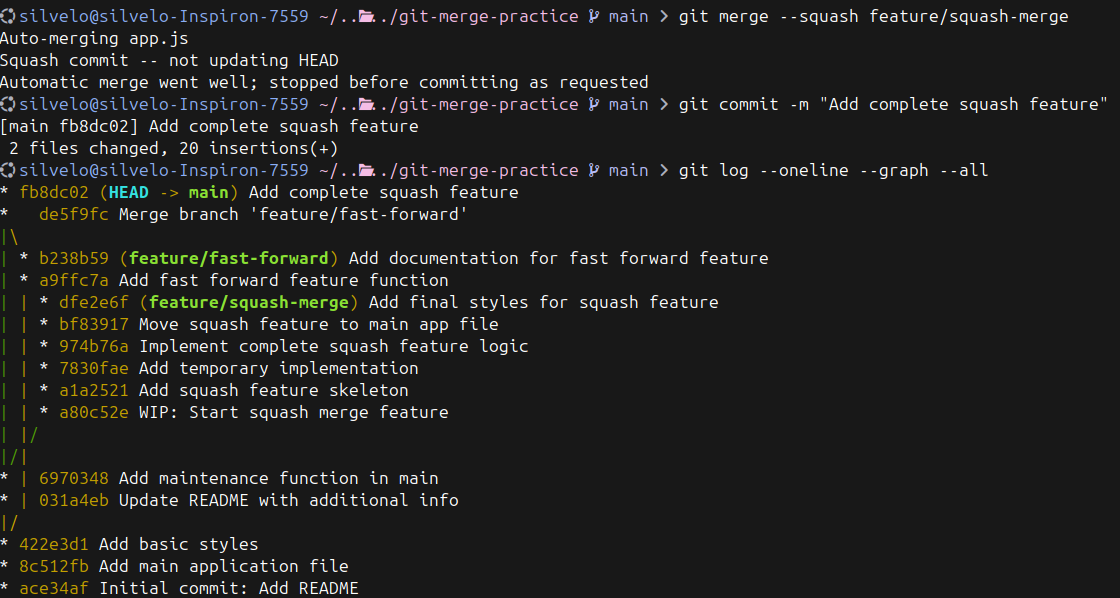 silvelo@silvelo-Inspiron-7559 ~/../../git-merge-practice main > git merge --squash feature/squash-merge
Auto-merging app.js
Squash commit -- not updating HEAD
Automatic merge went well; stopped before committing as requested
silvelo@silvelo-Inspiron-7559 ~/../../git-merge-practice main > git commit -m "Add complete squash feature"
[main fb8dc02] Add complete squash feature
 2 files changed, 20 insertions(+)
silvelo@silvelo-Inspiron-7559 ~/../../git-merge-practice main > git log --oneline --graph --all
* fb8dc02 (HEAD -> main) Add complete squash feature
*   de5f9fc Merge branch 'feature/fast-forward'
|\
| * b238b59 (feature/fast-forward) Add documentation for fast forward feature
| * a9ffc7a Add fast forward feature function
| | * dfe2e6f (feature/squash-merge) Add final styles for squash feature
| | * bf83917 Move squash feature to main app file
| | * 974b76a Implement complete squash feature logic
| | * 7830fae Add temporary implementation
| | * a1a2521 Add squash feature skeleton
| | * a80c52e WIP: Start squash merge feature
| |/
|/|
* | 6970348 Add maintenance function in main
* | 031a4eb Update README with additional info
|/
* 422e3d1 Add basic styles
* 8c512fb Add main application file
* ace34af Initial commit: Add README